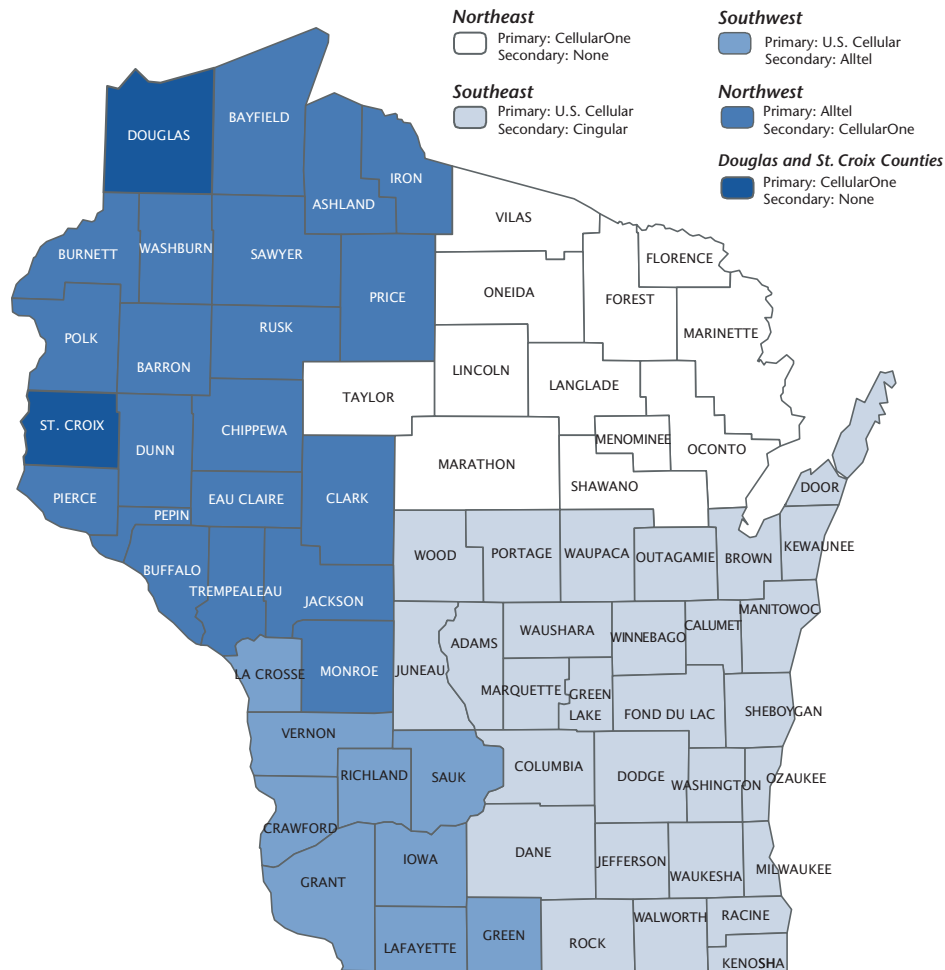 Northeast
Primary: CellularOne
Secondary: None
Southeast
Primary: U.S. Cellular
Secondary: Cingular
Southwest
Primary: U.S. Cellular
Secondary: Alltel
Northwest
Primary: Alltel
Secondary: CellularOne
Douglas and St. Croix Counties
Primary: CellularOne
Secondary: None
DOUGLAS
BAYFIELD
IRON
ASHLAND
VILAS
BURNETT
WASHBURN
SAWYER
FLORENCE
PRICE
ONEIDA
FOREST
RUSK
POLK
MARINETTE
BARRON
LINCOLN
LANGLADE
TAYLOR
ST. CROIX
CHIPPEWA
MENOMINEE
DUNN
OCONTO
MARATHON
SHAWANO
DOOR
PIERCE
EAU CLAIRE
CLARK
PEPIN
WOOD
PORTAGE
WAUPACA
OUTAGAMIE
BROWN
KEWAUNEE
BUFFALO
TREMPEALEAU
JACKSON
MANITOWOC
CALUMET
WAUSHARA
WINNEBAGO
ADAMS
LA CROSSE
MONROE
JUNEAU
MARQUETTE
GREEN
LAKE
FOND DU LAC
SHEBOYGAN
VERNON
RICHLAND
SAUK
COLUMBIA
DODGE
WASHINGTON
OZAUKEE
CRAWFORD
IOWA
DANE
JEFFERSON
WAUKESHA
MILWAUKEE
GRANT
WALWORTH
RACINE
LAFAYETTE
GREEN
ROCK
KENOSHA